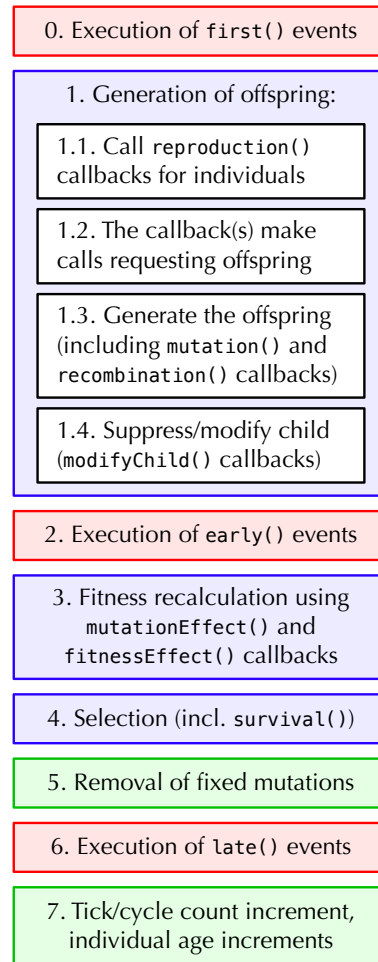 0. Execution of first() events
1. Generation of offspring:
1.1. Call reproduction()
callbacks for individuals
1.2. The callback(s) make
calls requesting offspring
1.3. Generate the offspring
(including mutation() and
recombination() callbacks)
1.4. Suppress/modify child
(modifyChild() callbacks)
2. Execution of early() events
3. Fitness recalculation using
mutationEffect() and
fitnessEffect() callbacks
4. Selection (incl. survival())
5. Removal of fixed mutations
6. Execution of late() events
7. Tick/cycle count increment,
individual age increments